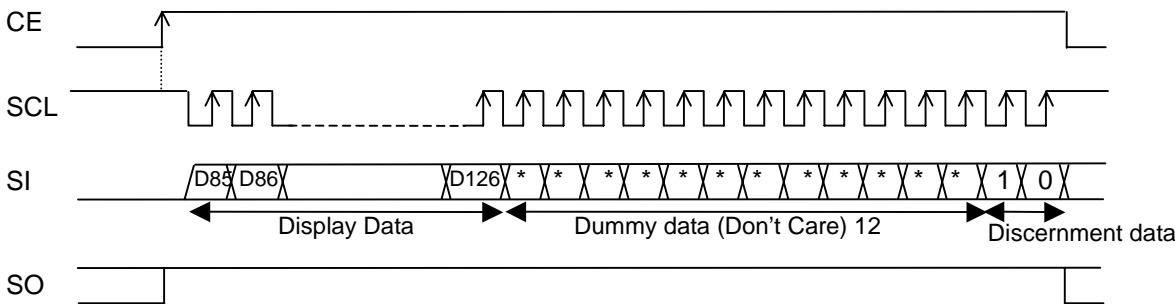 CE
SCL
SI
D85 D86 D126 * * * * * * * * * * * * 1 0
Display Data Dummy data (Don't Care) 12 Discernment data
SO